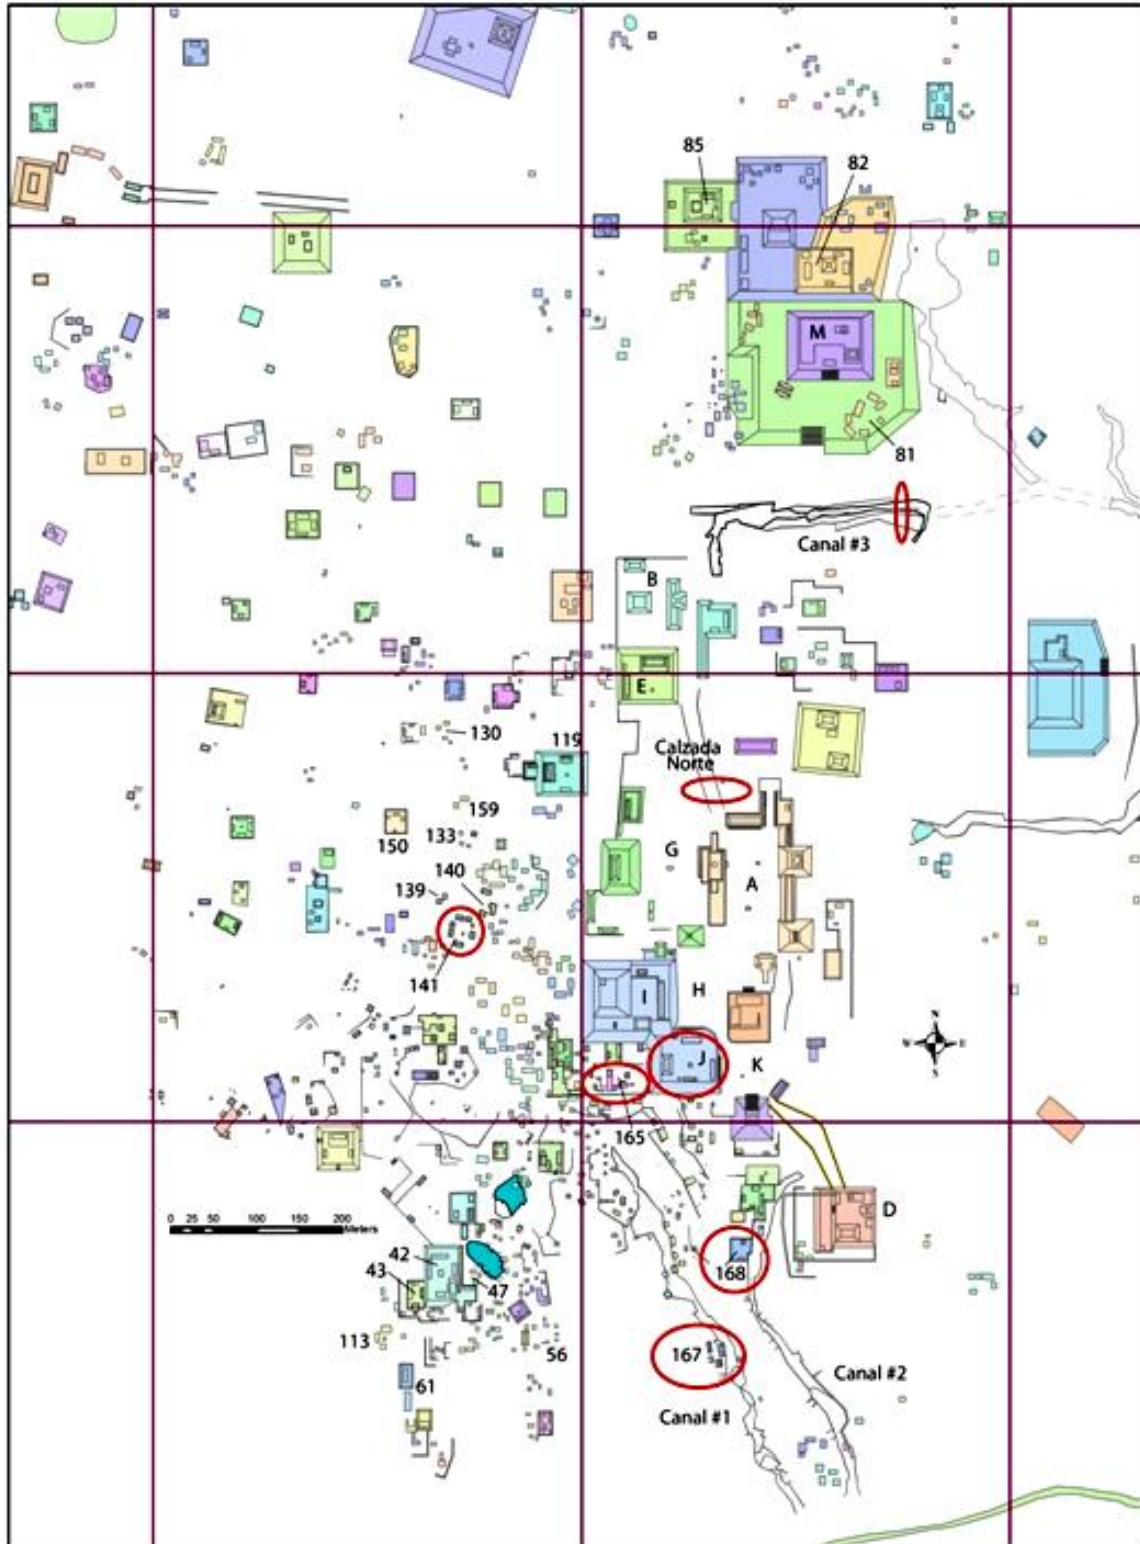 85
82
M
81
Canal #3
B
E
Calzada
Norte
130
119
159
150
133
G
140
A
139
141
I
H
J
K
165
N
W E
S
0 25 50 100 150 200
Meters
D
42
43
47
168
113
56
167
61
Canal #2
Canal #1